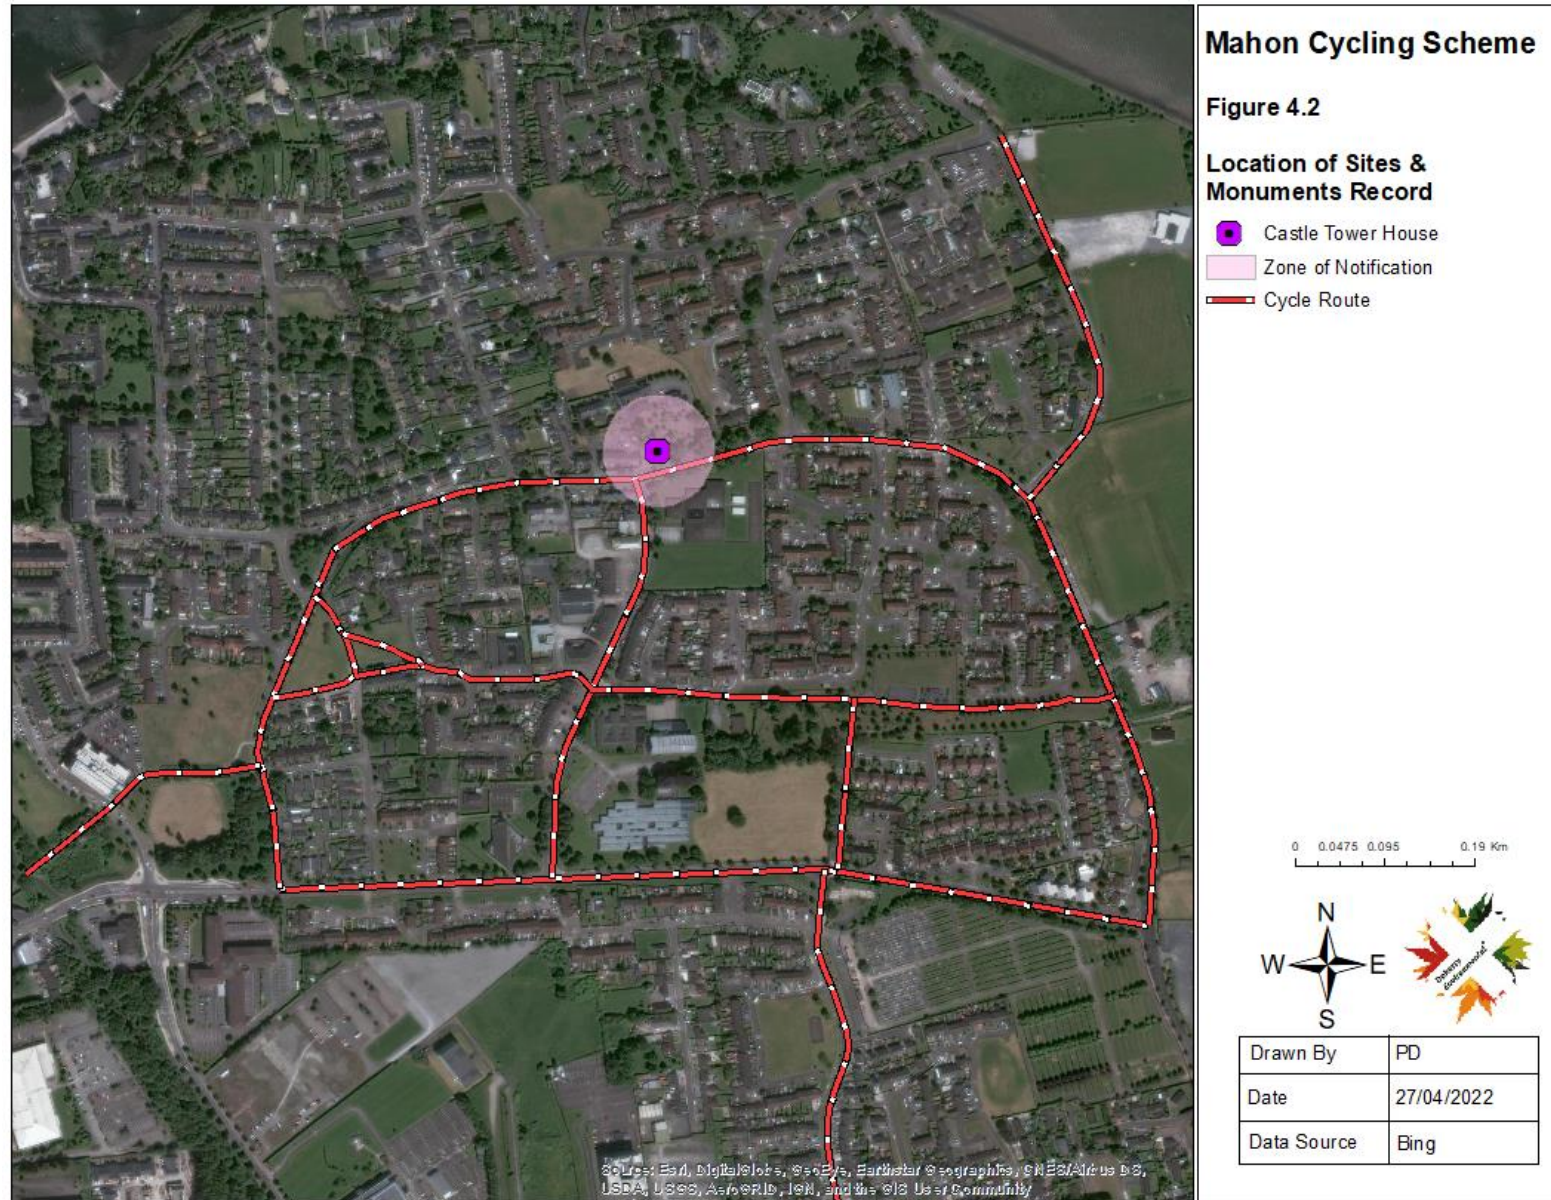 Mahon Cycling Scheme
Figure 4.2
Location of Sites &
Monuments Record
Castle Tower House
Zone of Notification
Cycle Route
0 0.0475 0.095 0.19 Km
N
W E
S
Drawn By PD
Date 27/04/2022
Data Source Bing
Source: Esri, DigitalGlobe, GeoEye, Earthstar Geographics, CNES/Airbus DS,
USDA, USGS, AeroGRID, IGN, and the GIS User Community